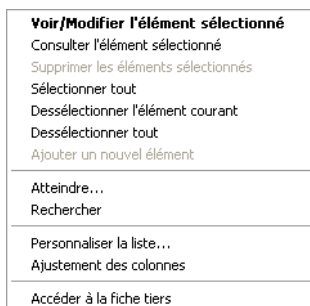 Voir/Modifier l'élément sélectionné
Consulter l'élément sélectionné
Supprimer les éléments sélectionnés
Sélectionner tout
Dessélectionner l'élément courant
Dessélectionner tout
Ajouter un nouvel élément
Atteindre...
Rechercher
Personnaliser la liste...
Ajustement des colonnes
Accéder à la fiche tiers